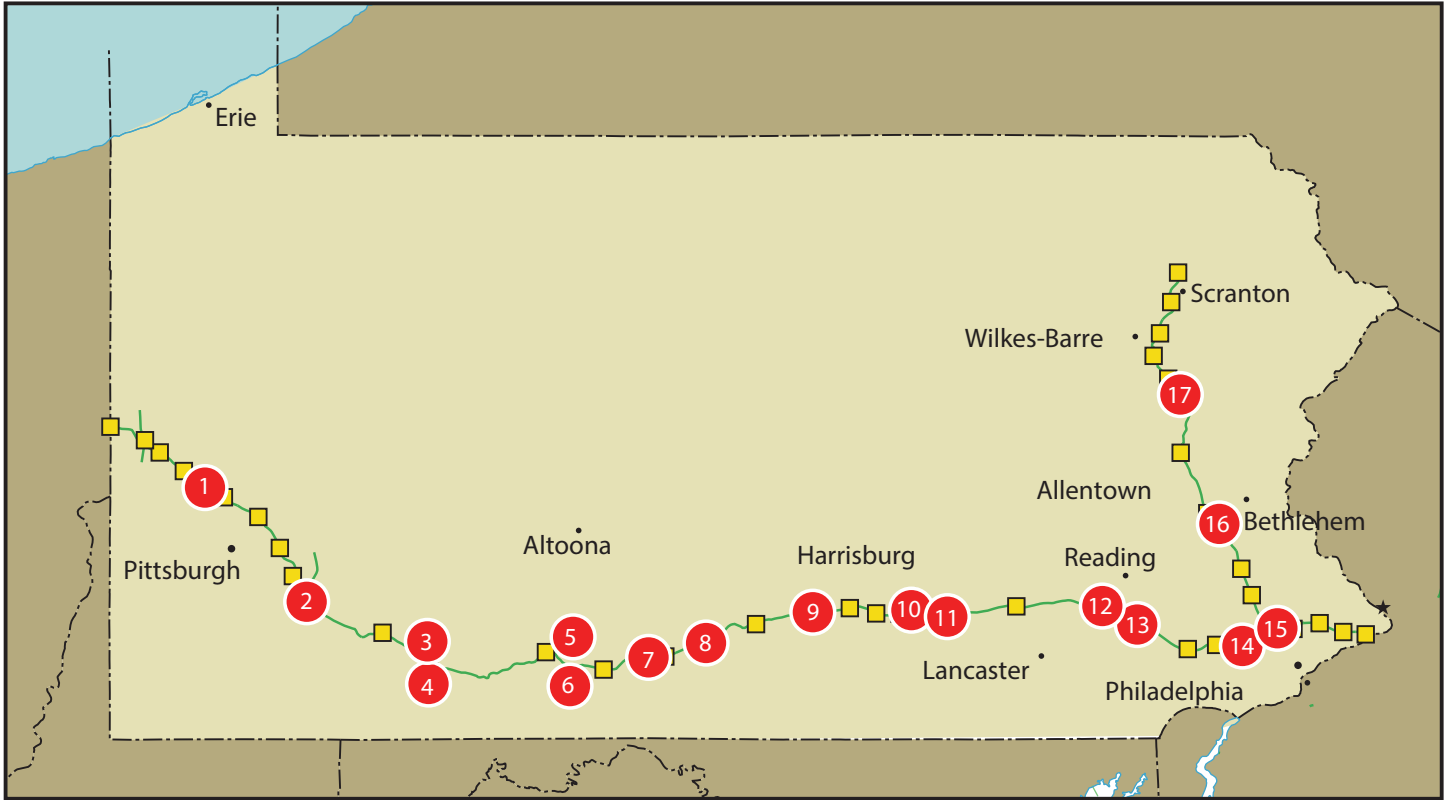 Erie
Scranton
Wilkes-Barre
17
1
Allentown
16
Bethlehem
Altoona
Pittsburgh
Harrisburg
Reading
2
3
4
5
6
7
8
9
10
11
12
13
14
15
Lancaster
Philadelphia